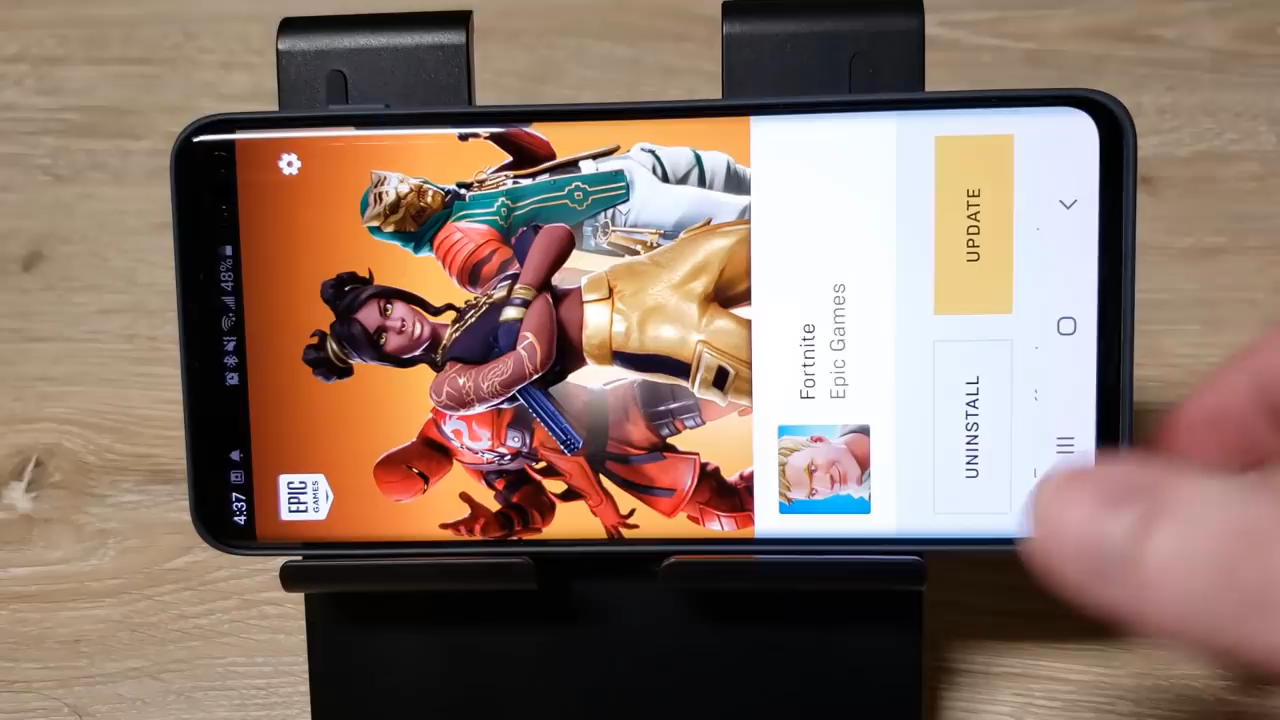 4:37
48%
EPIC
GAMES
Fortnite
Epic Games
UNINSTALL
UPDATE